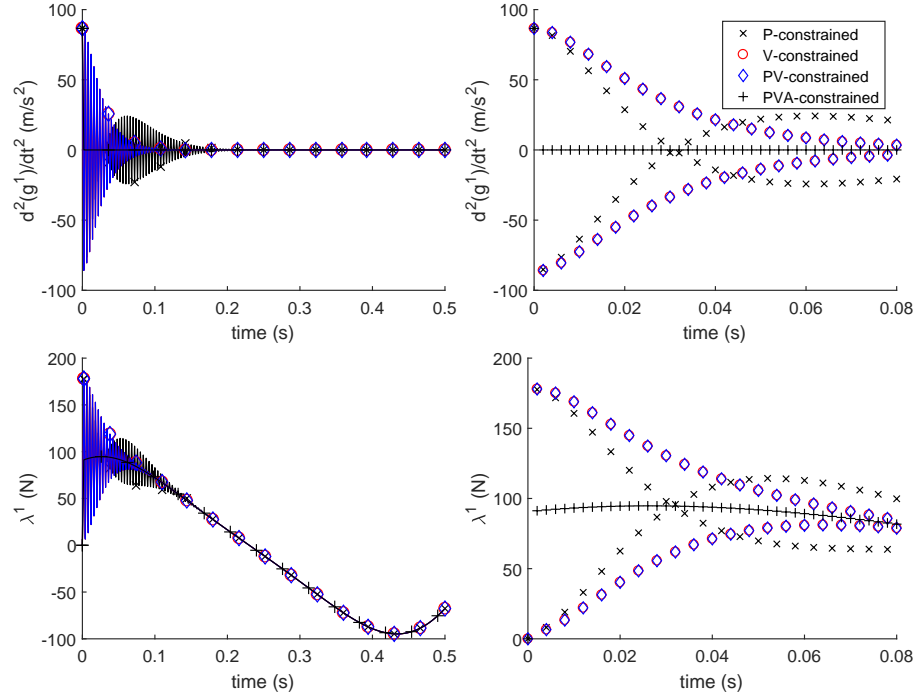 100
50
0
-50
-100
d²(g¹)/dt² (m/s²)
0 0.1 0.2 0.3 0.4 0.5
time (s)
100
50
0
-50
-100
d²(g¹)/dt² (m/s²)
0 0.02 0.04 0.06 0.08
time (s)
P-constrained
V-constrained
PV-constrained
PVA-constrained
200
150
100
50
0
-50
-100
λ¹ (N)
0 0.1 0.2 0.3 0.4 0.5
time (s)
200
150
100
50
0
λ¹ (N)
0 0.02 0.04 0.06 0.08
time (s)